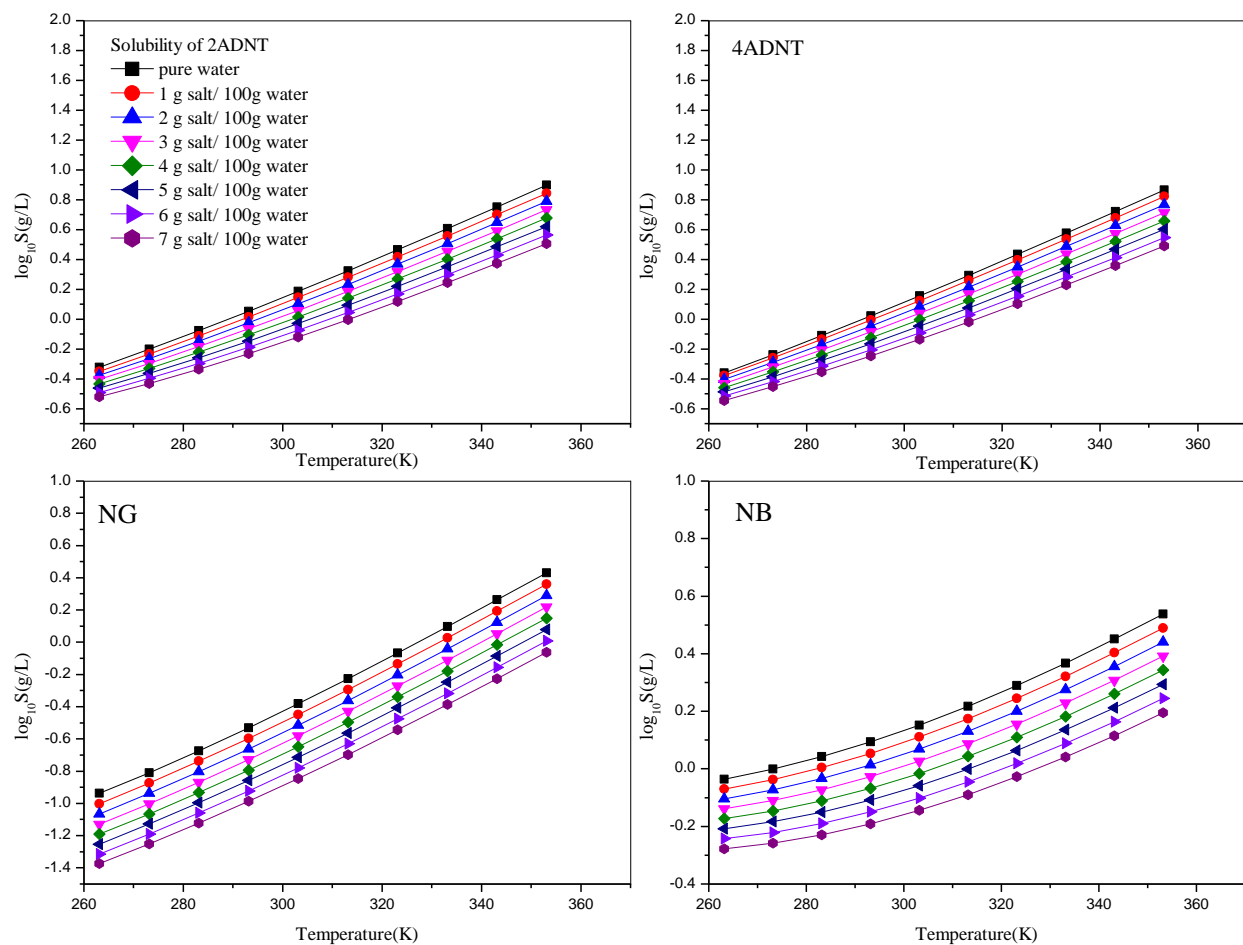 Solubility of 2ADNT
pure water
1 g salt/ 100g water
2 g salt/ 100g water
3 g salt/ 100g water
4 g salt/ 100g water
5 g salt/ 100g water
6 g salt/ 100g water
7 g salt/ 100g water
2.0
1.8
1.6
1.4
1.2
1.0
0.8
0.6
0.4
0.2
0.0
-0.2
-0.4
-0.6
log₁₀S(g/L)
260 280 300 320 340 360
Temperature(K)
4ADNT
2.0
1.8
1.6
1.4
1.2
1.0
0.8
0.6
0.4
0.2
0.0
-0.2
-0.4
-0.6
log₁₀S(g/L)
260 280 300 320 340 360
Temperature(K)
NG
1.0
0.8
0.6
0.4
0.2
0.0
-0.2
-0.4
-0.6
-0.8
-1.0
-1.2
-1.4
log₁₀S(g/L)
260 280 300 320 340 360
Temperature(K)
NB
1.0
0.8
0.6
0.4
0.2
0.0
-0.2
-0.4
log₁₀S(g/L)
260 280 300 320 340 360
Temperature(K)